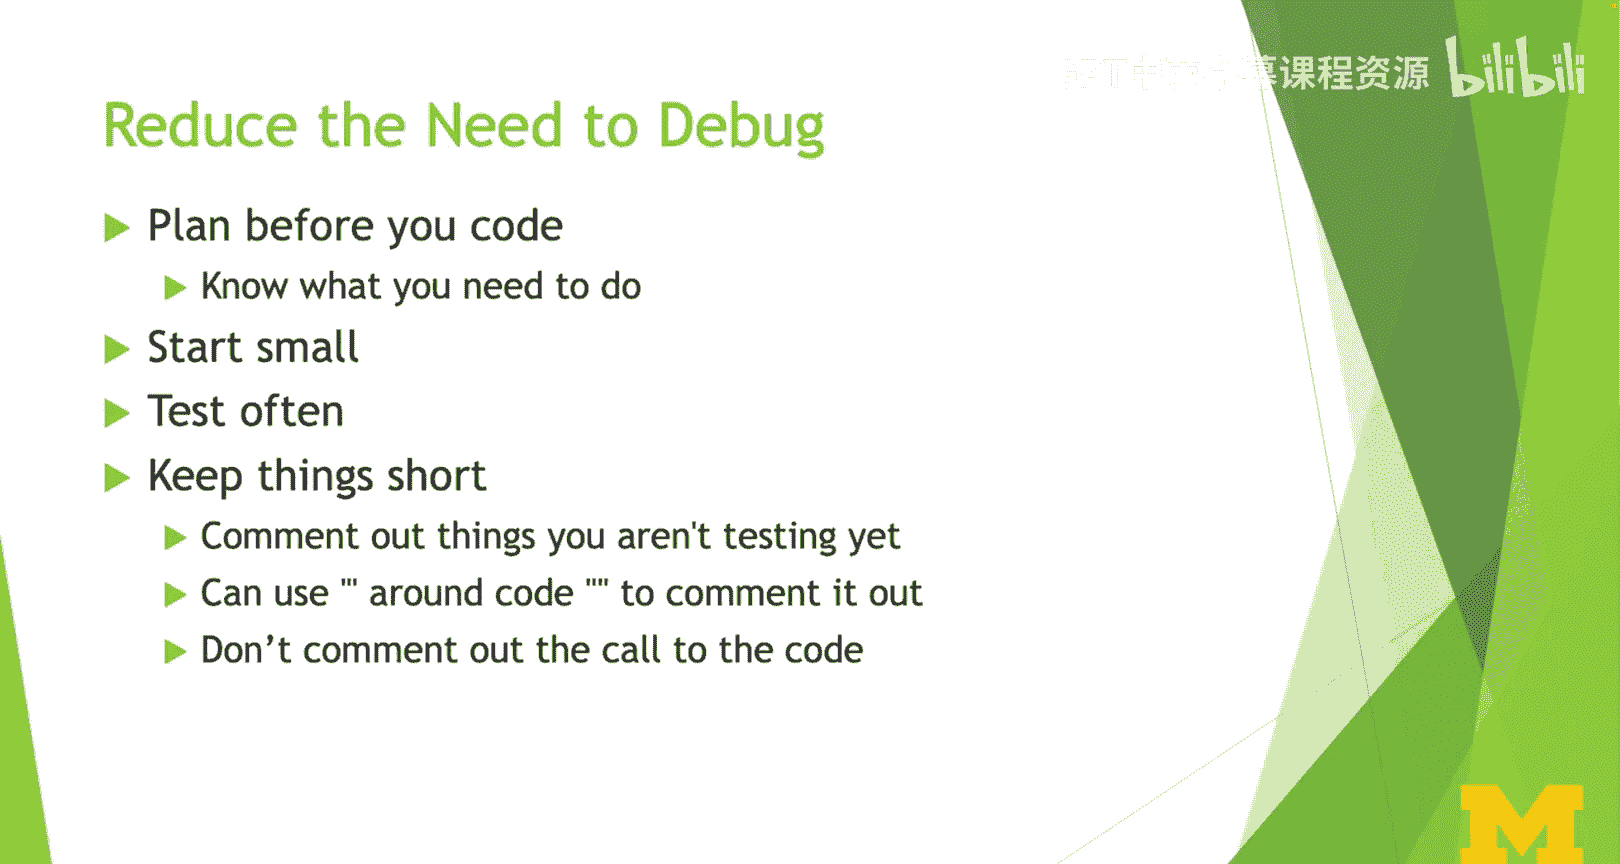 课程资源 bilibili
Reduce the Need to Debug
Plan before you code
Know what you need to do
Start small
Test often
Keep things short
Comment out things you aren't testing yet
Can use ''' around code """ to comment it out
Don’t comment out the call to the code
M